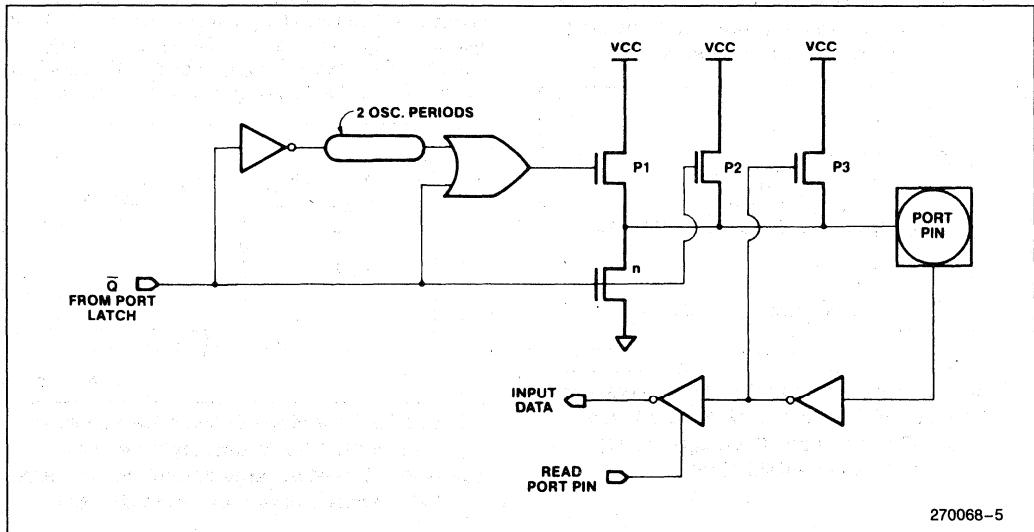 VCC VCC VCC
2 OSC. PERIODS
P1 P2 P3
PORT
PIN
n
Q̅
FROM PORT
LATCH
INPUT
DATA
READ
PORT PIN
270068-5